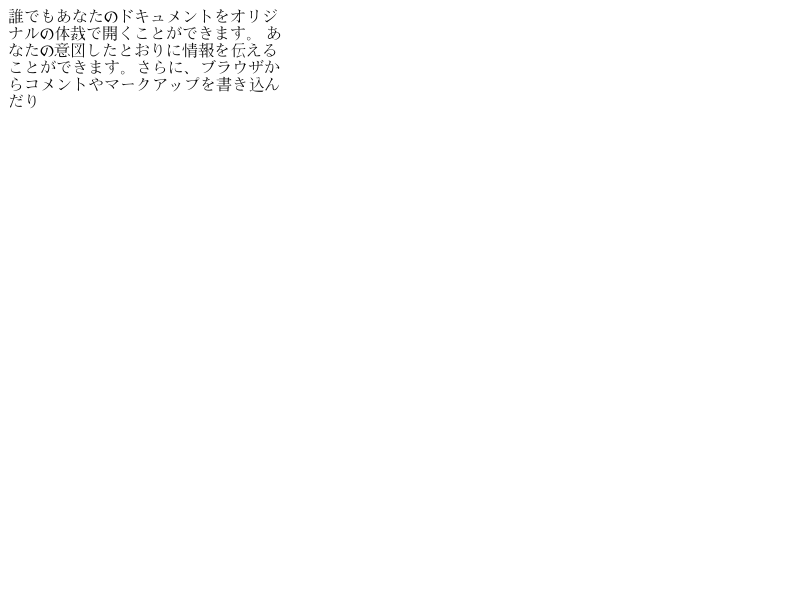 誰でもあなたのドキュメントをオリジ
ナルの体裁で開くことができます。 あ
なたの意図したとおりに情報を伝える
ことができます。 さらに、ブラウザか
らコメントやマークアップを書き込ん
だり